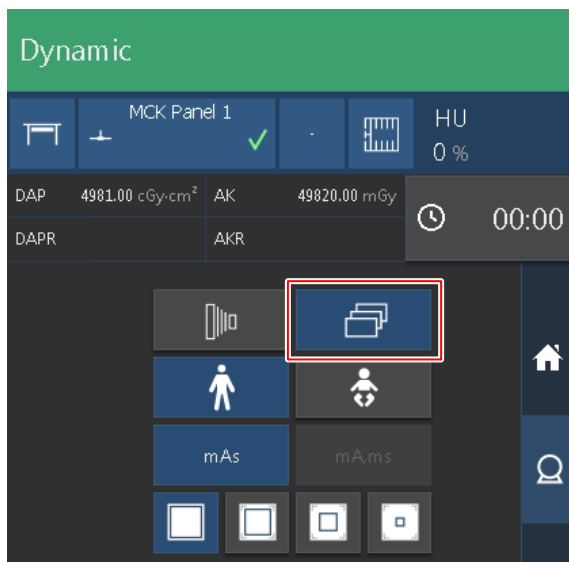 Dynamic
MCK Panel 1
HU
0 %
DAP 4981.00 cGy·cm² AK 49820.00 mGy
00:00
DAPR AKR
mAs mA,ms